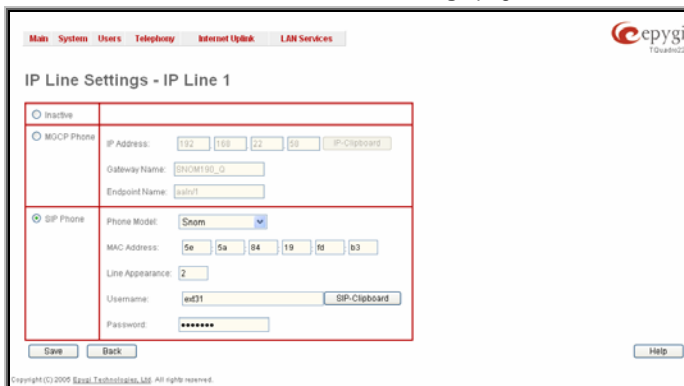 Main System Users Telephony Internet Uplink LAN Services
epygi
IP Line Settings - IP Line 1
Inactive
MGCP Phone
IP Address: 192 168 22 58 IP-Clipboard
Gateway Name: SNOM190_Q
Endpoint Name: aaln/1
SIP Phone
Phone Model: Snom
MAC Address: 5e : 5a : 84 : 19 : fd : b3
Line Appearance: 2
Username: ext31 SIP-Clipboard
Password: •••••••
Save Back Help
Copyright (C) 2005 Epygi Technologies, Ltd. All rights reserved.